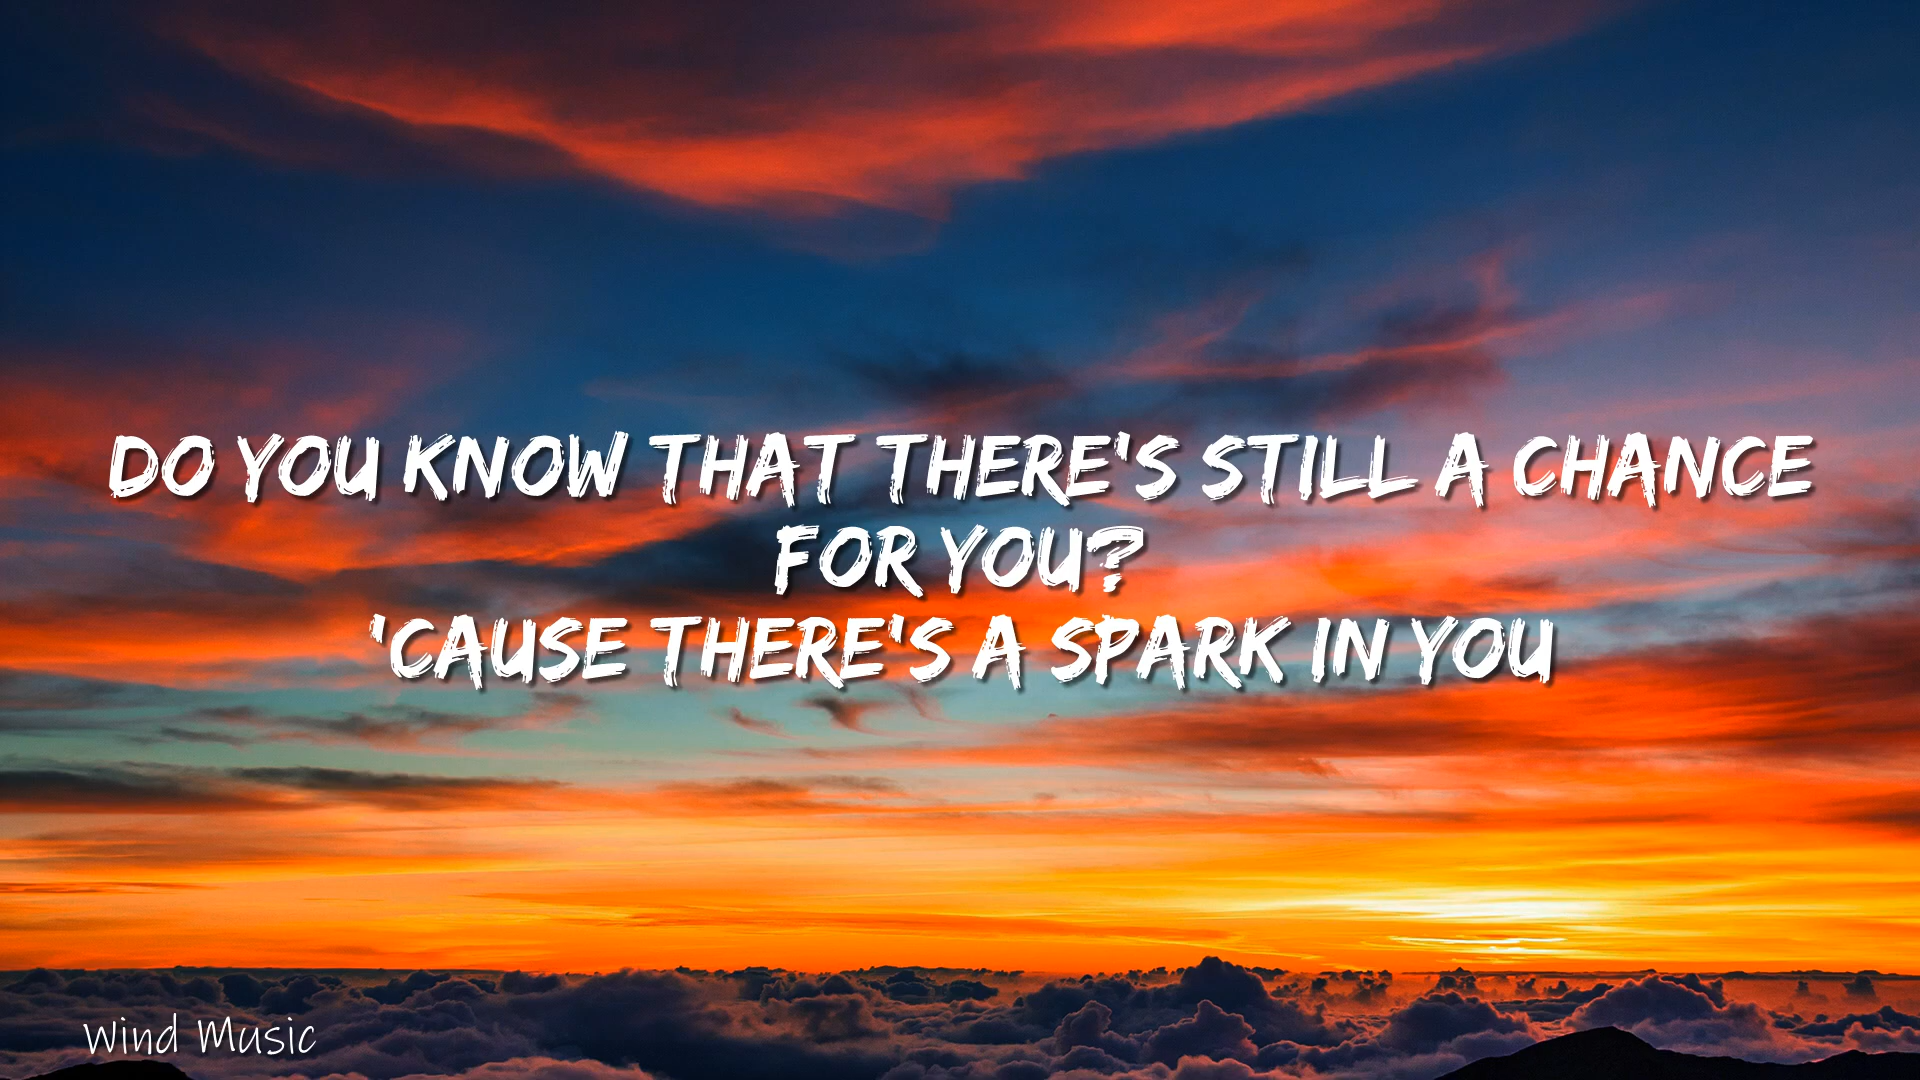 DO YOU KNOW THAT THERE'S STILL A CHANCE
FOR YOU?
'CAUSE THERE'S A SPARK IN YOU
Wind Music